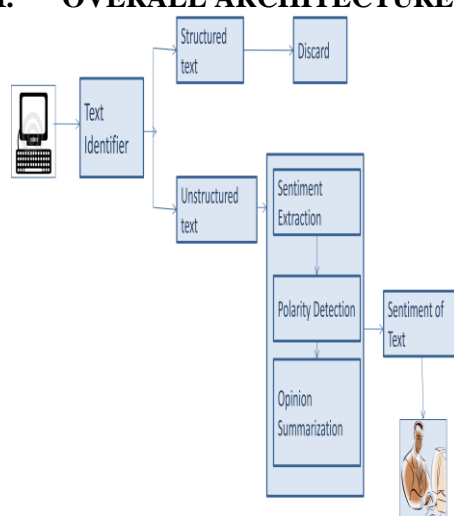 OVERALL ARCHITECTURE
Structured
text
Discard
Text
Identifier
Unstructured
text
Sentiment
Extraction
Polarity Detection
Sentiment of
Text
Opinion
Summarization